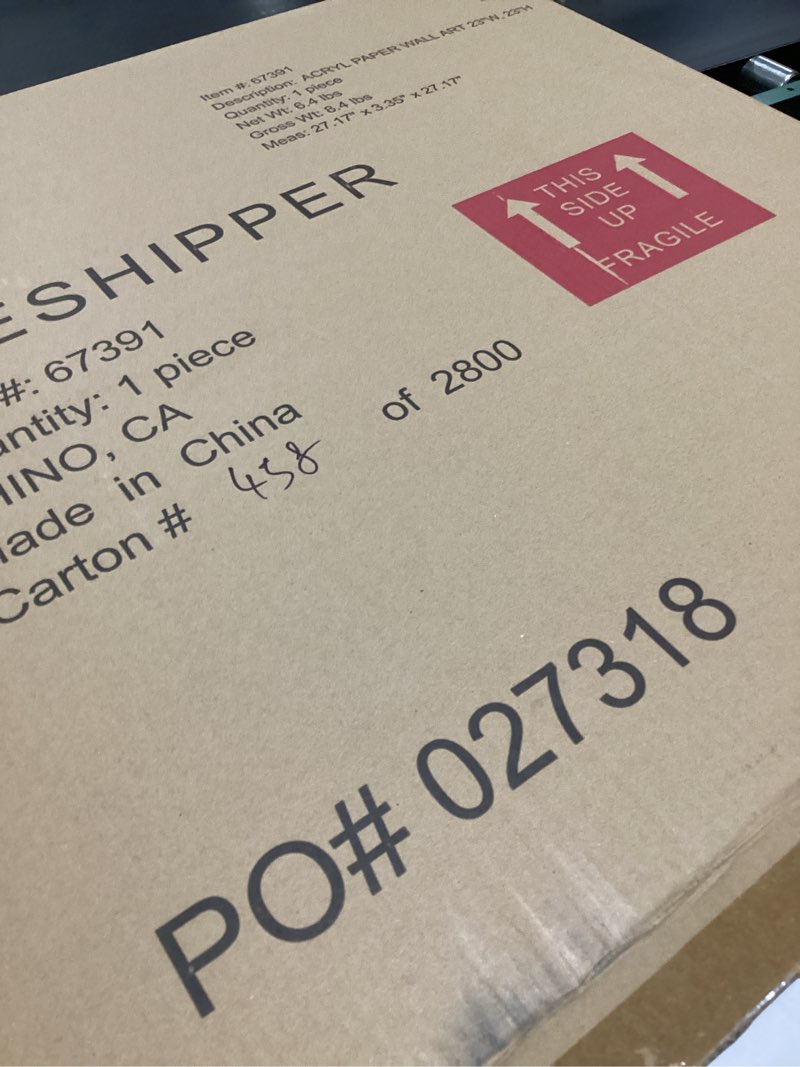 Item #: 67391
Description: ACRYL PAPER WALL ART 23"W .23"H
Quantity: 1 piece
Net Wt: 6.4 lbs
Gross Wt: 8.4 lbs
Meas: 27.17" x 3.35" x 27.17"
THIS
SIDE
UP
FRAGILE
ESHIPPER
#: 67391
antity: 1 piece
HINO, CA
lade in China
Carton # 458 of 2800
PO# 027318